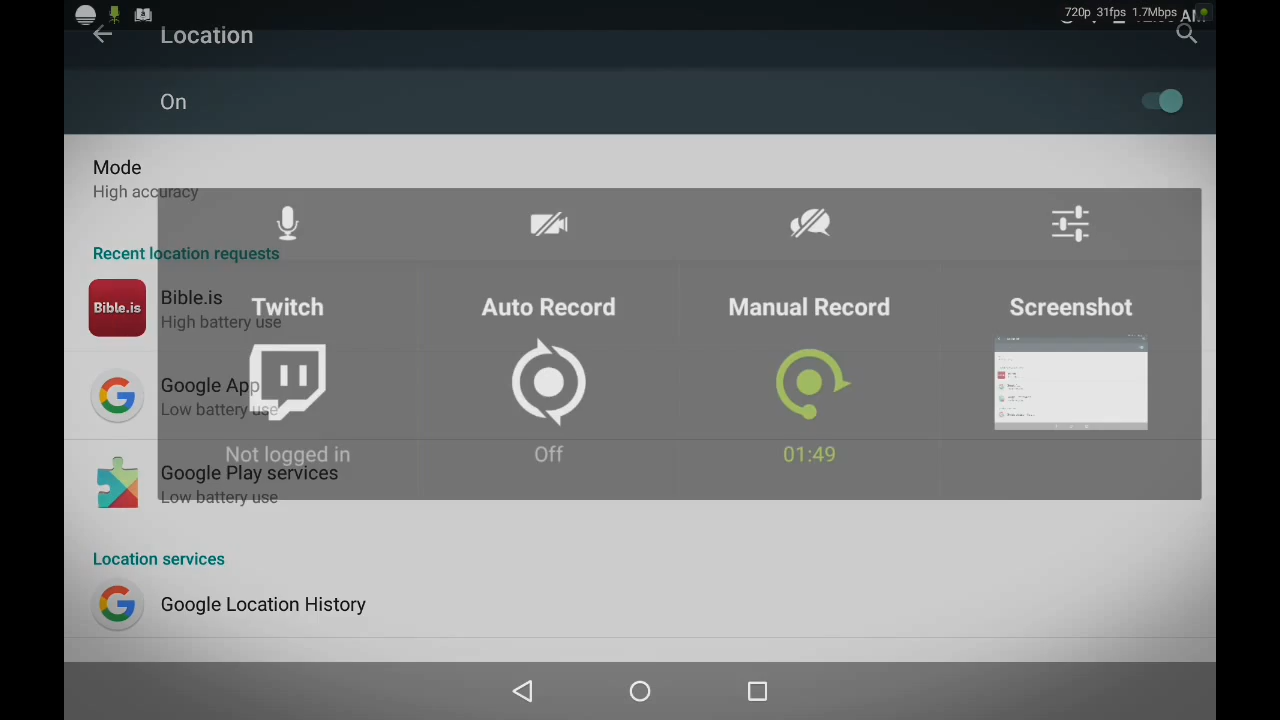 720p 31fps 1.7Mbps
Location
On
Mode
High accuracy
Recent location requests
Bible.is
Bible.is
High battery use
Google App
Low battery use
Google Play services
Low battery use
Twitch
Not logged in
Auto Record
Off
Manual Record
01:49
Screenshot
Location services
Google Location History